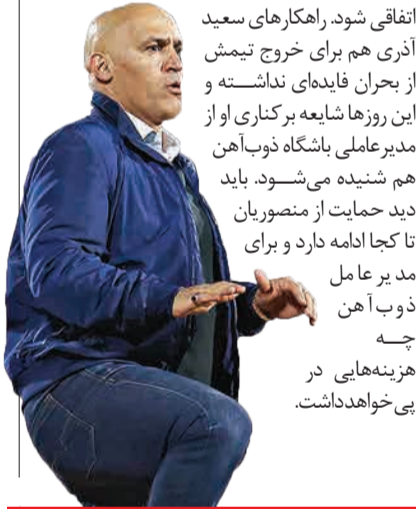 اتفاقی شود. راهکارهای سعید
آذری هم برای خروج تیمش
از بحران فایده‌ای نداشته و
این روزها شایعه برکناری او از
مدیرعاملی باشگاه ذوب‌آهن
هم شنیده می‌شود. باید
دید حمایت از منصوریان
تا کجا ادامه دارد و برای
مدیرعامل
ذوب‌آهن
چه
هزینه‌هایی در
پی خواهدداشت.